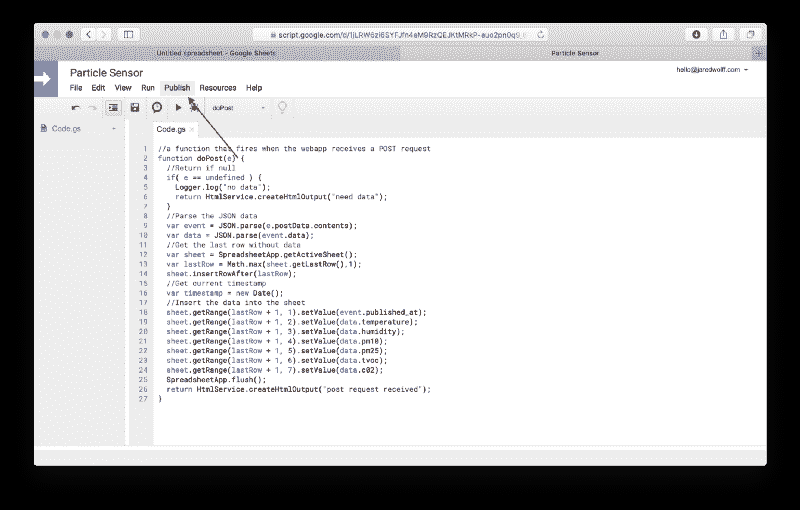 script.google.com/d/1jLRW6zi6SYFJfn4aM9RzQEJKtMRkP-auo2pn0q9_
Untitled spreadsheet - Google Sheets
Particle Sensor
Particle Sensor
hello@jaredwolff.com
File Edit View Run Publish Resources Help
doPost
Code.gs
Code.gs
1 //a function that fires when the webapp receives a POST request
2 function doPost(e) {
3 //Return if null
4 if( e == undefined ) {
5 Logger.log("no data");
6 return HtmlService.createHtmlOutput("need data");
7 }
8 //Parse the JSON data
9 var event = JSON.parse(e.postData.contents);
10 var data = JSON.parse(event.data);
11 //Get the last row without data
12 var sheet = SpreadsheetApp.getActiveSheet();
13 var lastRow = Math.max(sheet.getLastRow(),1);
14 sheet.insertRowAfter(lastRow);
15 //Get current timestamp
16 var timestamp = new Date();
17 //Insert the data into the sheet
18 sheet.getRange(lastRow + 1, 1).setValue(event.published_at);
19 sheet.getRange(lastRow + 1, 2).setValue(data.temperature);
20 sheet.getRange(lastRow + 1, 3).setValue(data.humidity);
21 sheet.getRange(lastRow + 1, 4).setValue(data.pm10);
22 sheet.getRange(lastRow + 1, 5).setValue(data.pm25);
23 sheet.getRange(lastRow + 1, 6).setValue(data.tvoc);
24 sheet.getRange(lastRow + 1, 7).setValue(data.c02);
25 SpreadsheetApp.flush();
26 return HtmlService.createHtmlOutput("post request received");
27 }